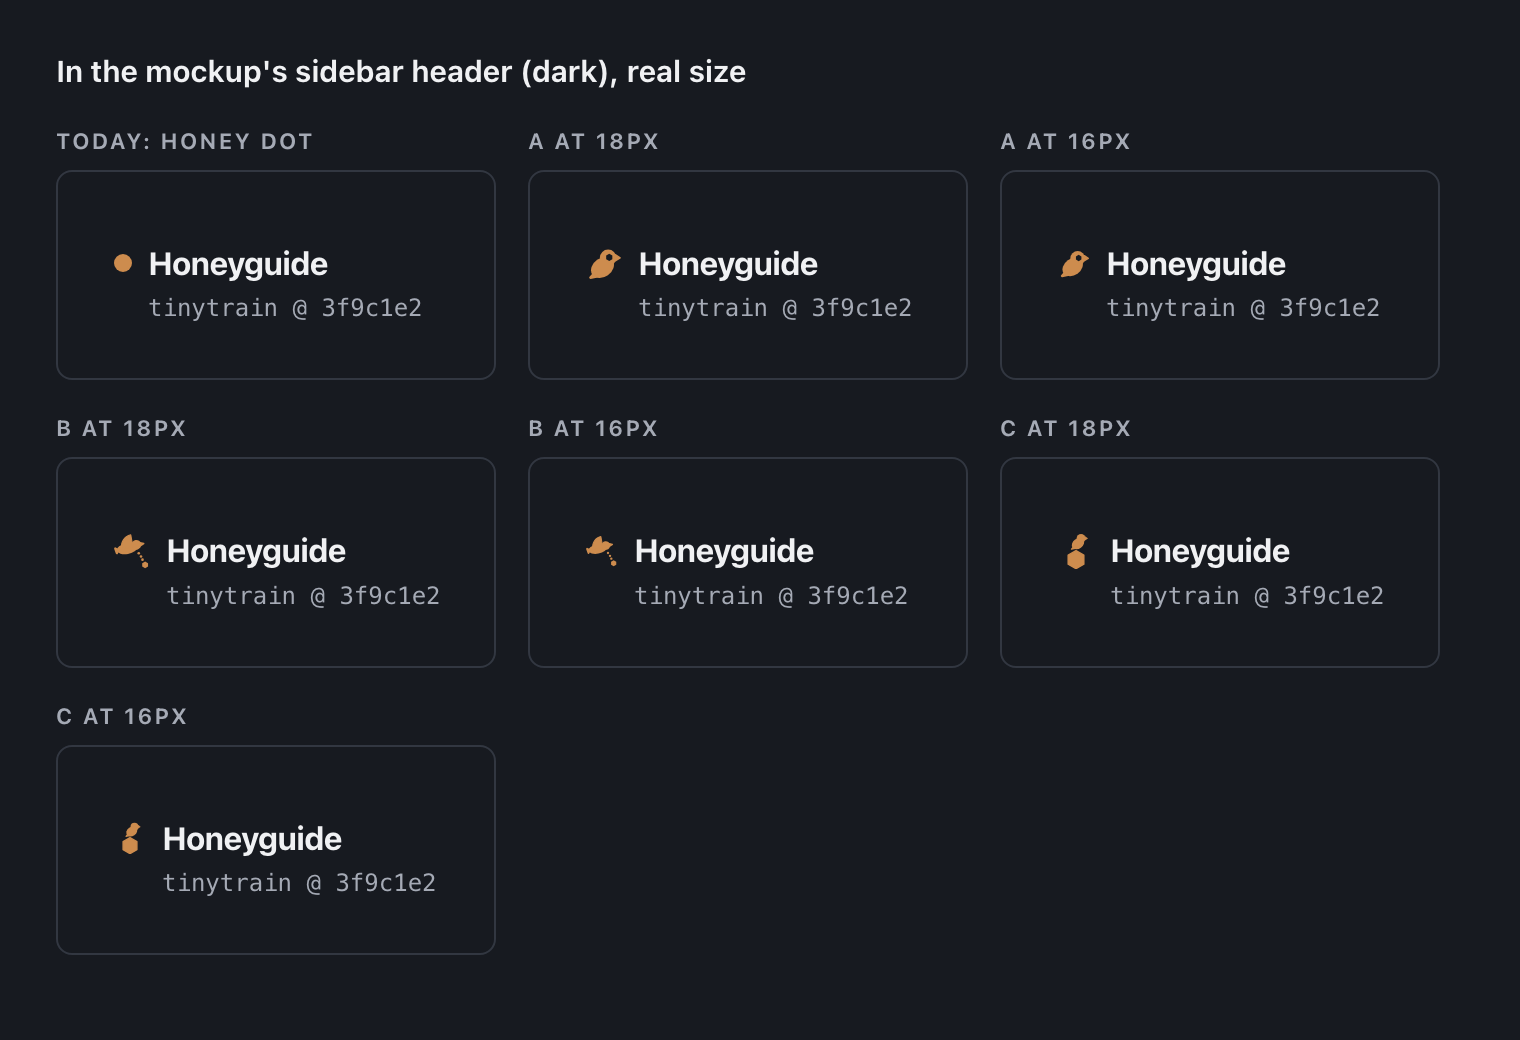 In the mockup's sidebar header (dark), real size
TODAY: HONEY DOT
Honeyguide
tinytrain @ 3f9c1e2
A AT 18PX
Honeyguide
tinytrain @ 3f9c1e2
A AT 16PX
Honeyguide
tinytrain @ 3f9c1e2
B AT 18PX
Honeyguide
tinytrain @ 3f9c1e2
B AT 16PX
Honeyguide
tinytrain @ 3f9c1e2
C AT 18PX
Honeyguide
tinytrain @ 3f9c1e2
C AT 16PX
Honeyguide
tinytrain @ 3f9c1e2